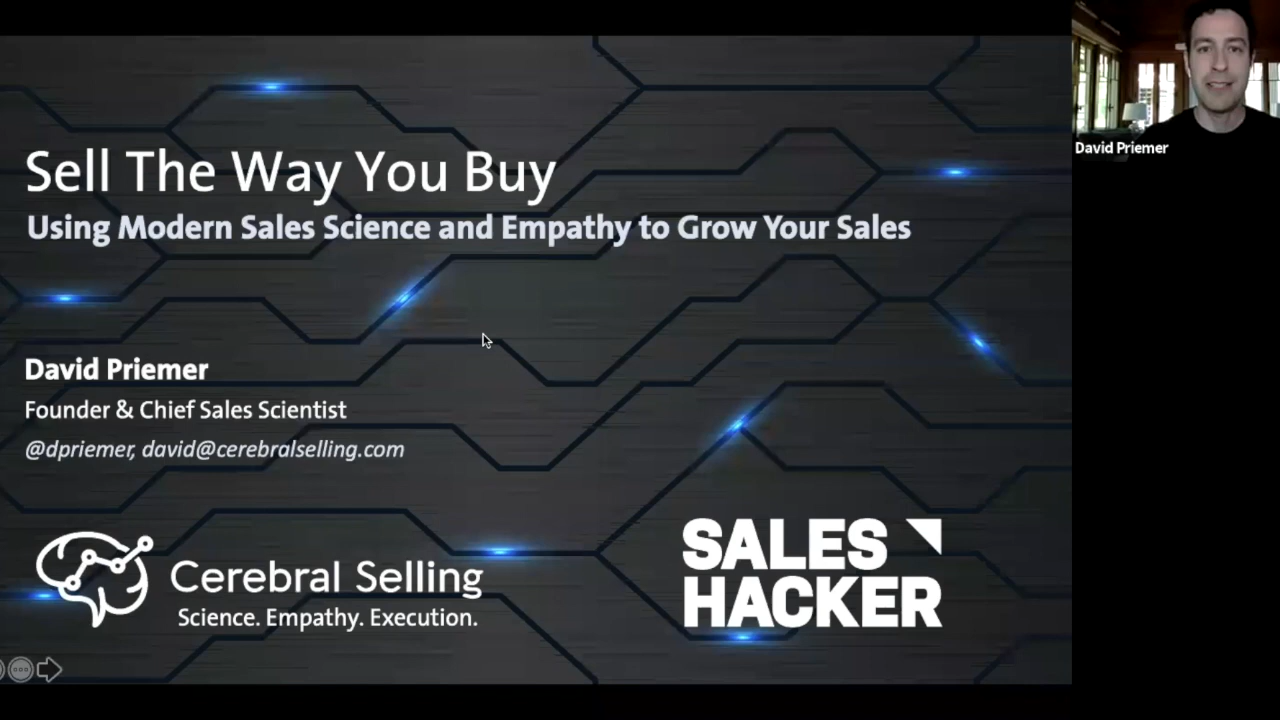 Sell The Way You Buy
Using Modern Sales Science and Empathy to Grow Your Sales
David Priemer
Founder & Chief Sales Scientist
@dpriemer, david@cerebralselling.com
Cerebral Selling
Science. Empathy. Execution.
SALES
HACKER
David Priemer